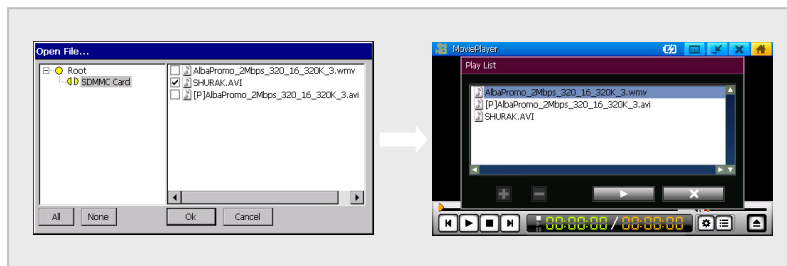 Open File...
Root
SDMMC Card
AlbaPromo_2Mbps_320_16_320K_3.wmv
SHURAK.AVI
[P]AlbaPromo_2Mbps_320_16_320K_3.avi
All
None
Ok
Cancel
MoviePlayer
Play List
AlbaPromo_2Mbps_320_16_320K_3.wmv
[P]AlbaPromo_2Mbps_320_16_320K_3.avi
SHURAK.AVI
00:00:00 / 00:00:00